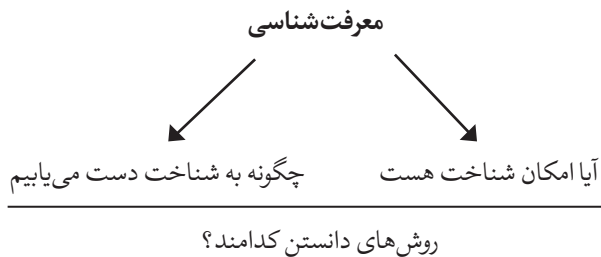 معرفت‌شناسی
آیا امکان شناخت هست چگونه به شناخت دست می‌یابیم
روش‌های دانستن کدامند؟